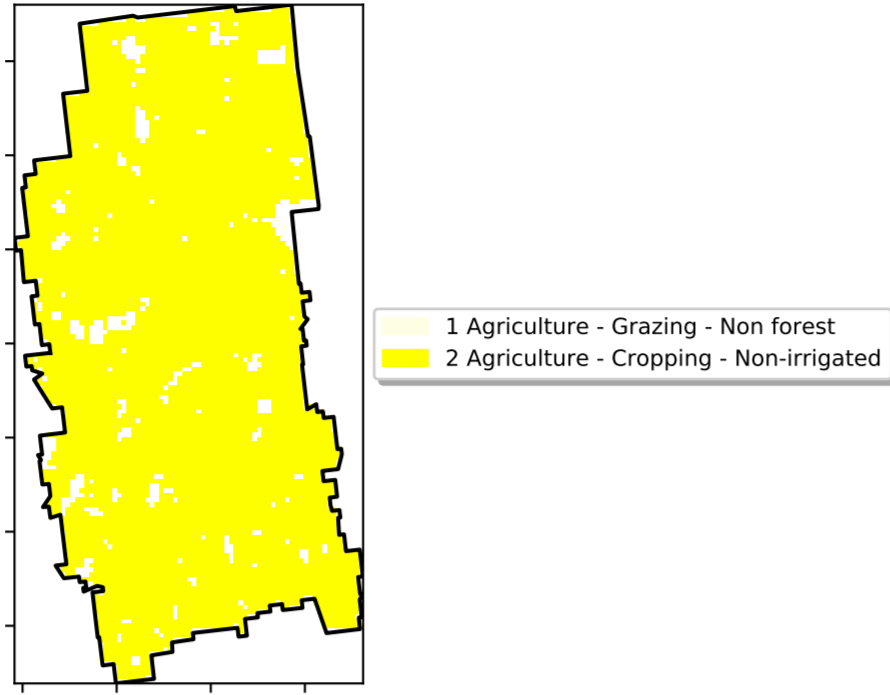 1 Agriculture - Grazing - Non forest
2 Agriculture - Cropping - Non-irrigated